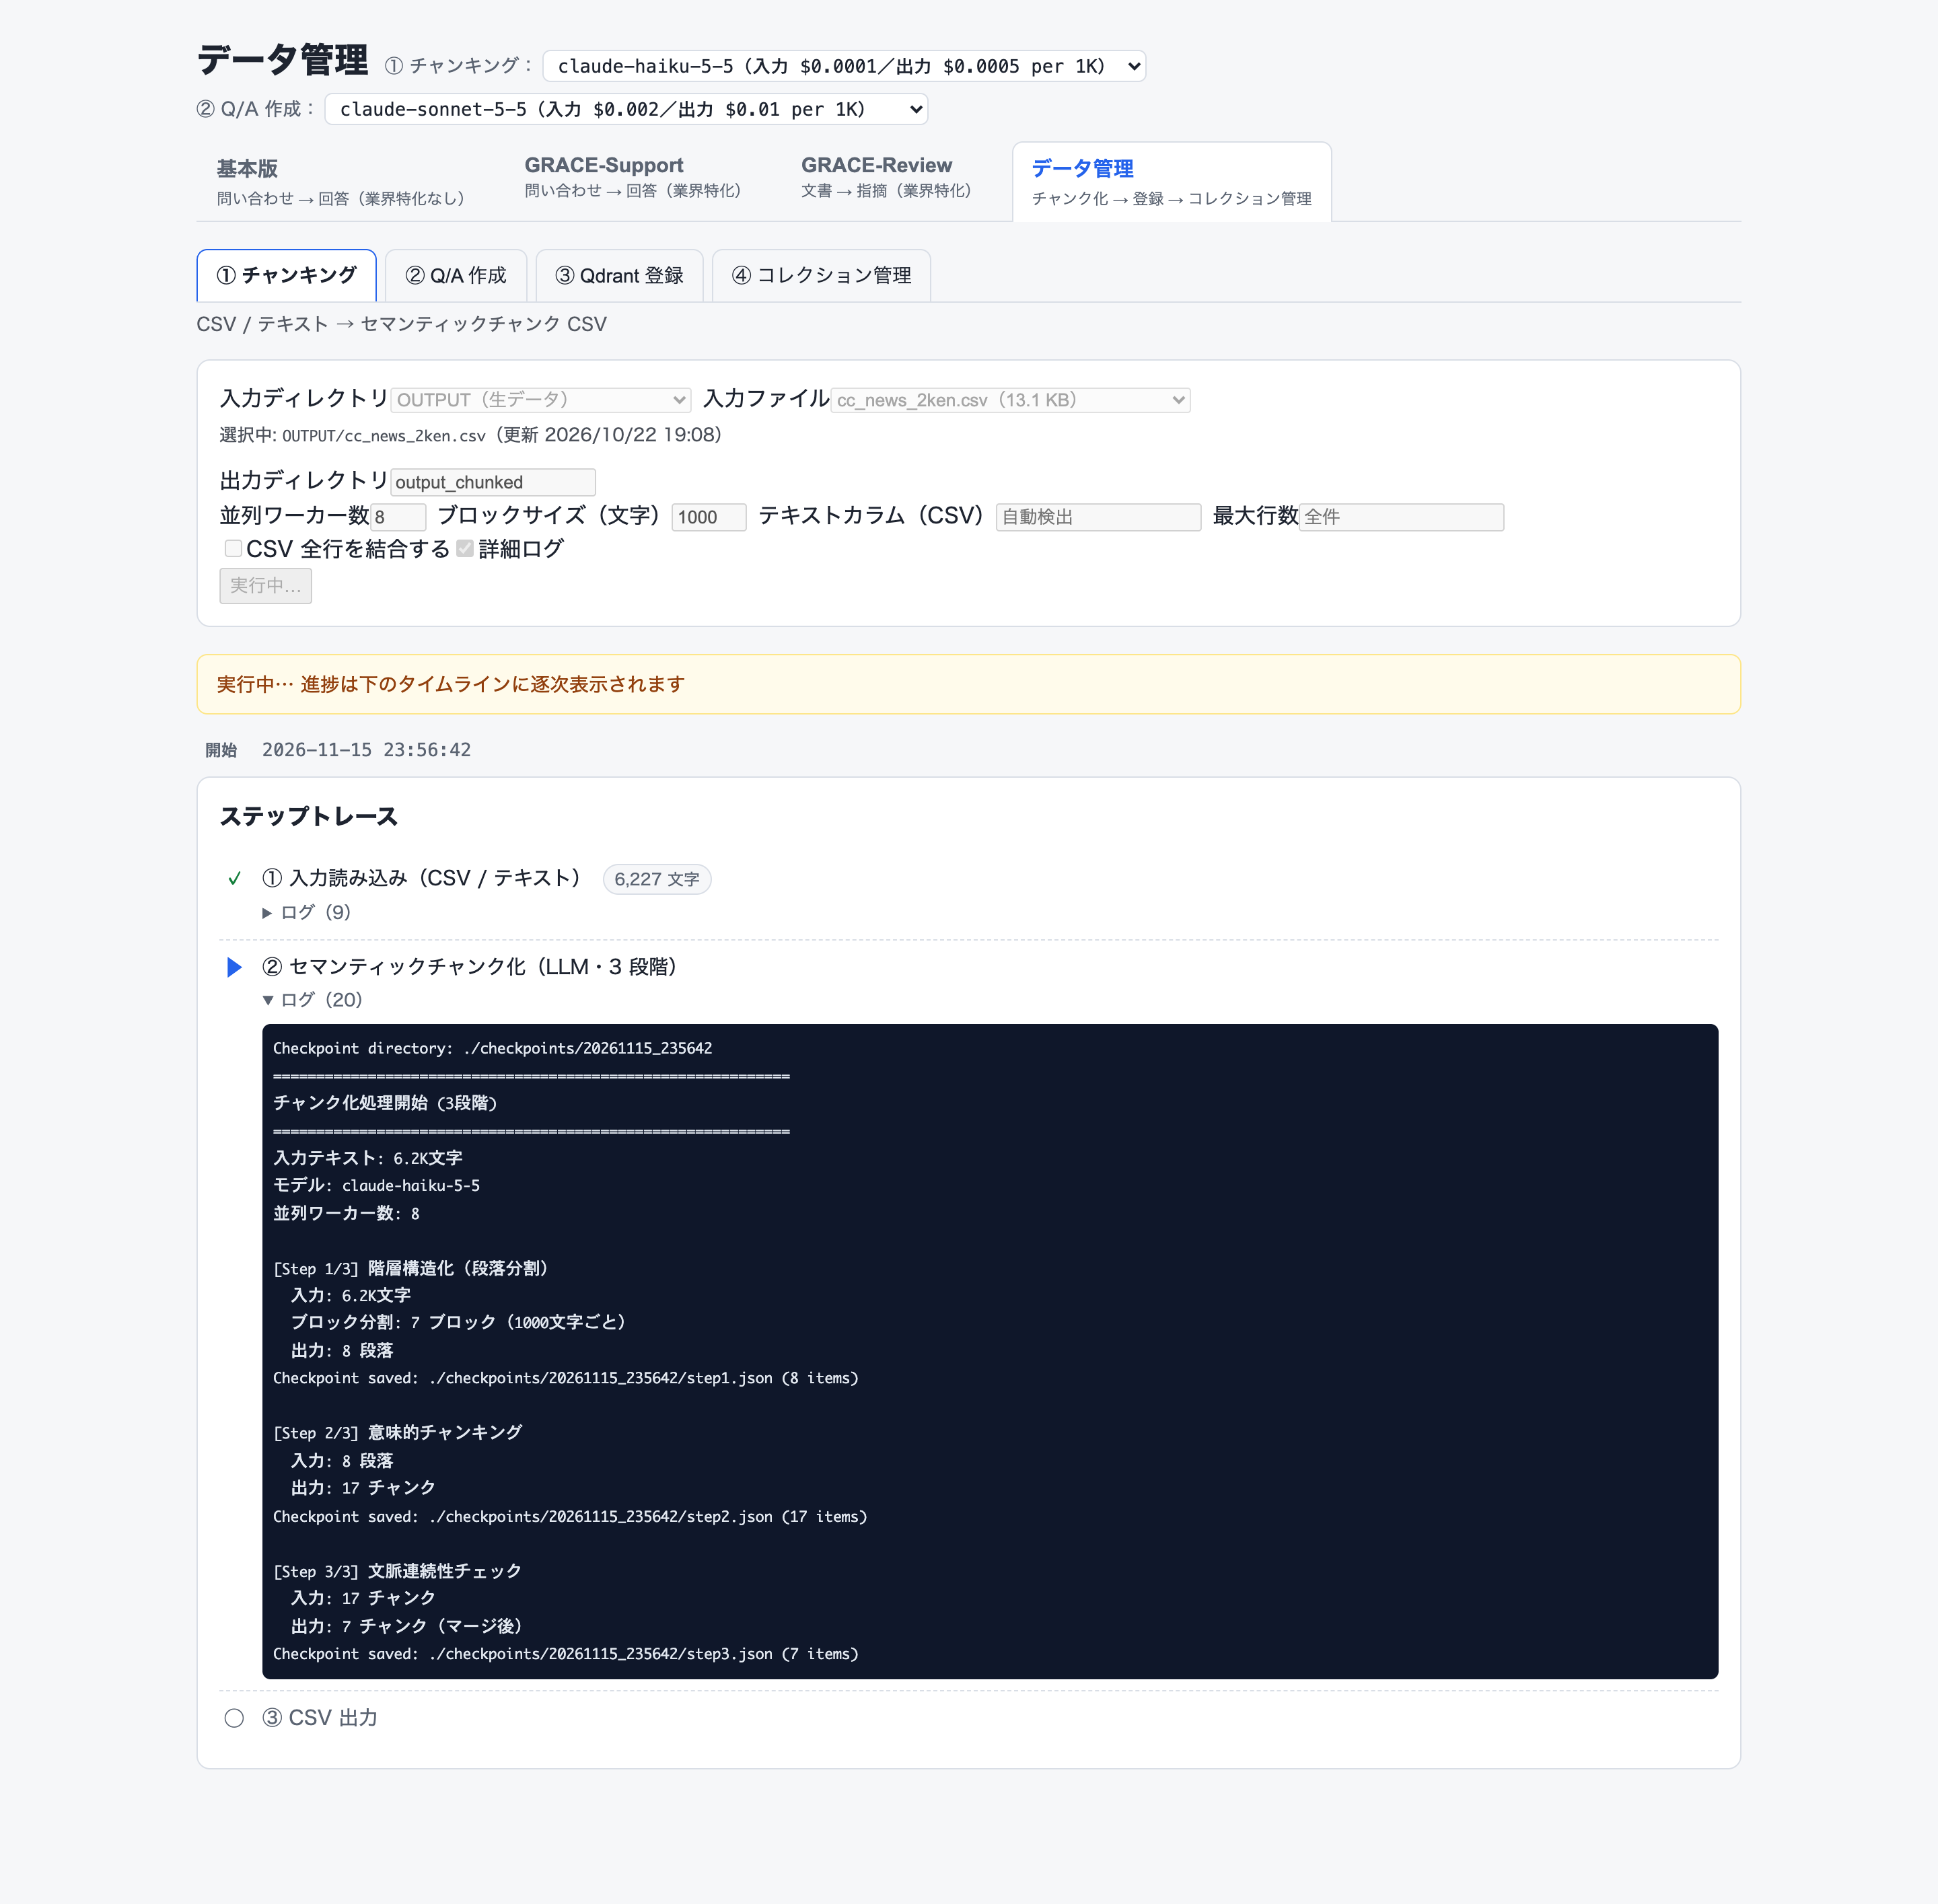 データ管理 ① チャンキング： claude-haiku-5-5（入力 $0.0001／出力 $0.0005 per 1K）
② Q/A 作成： claude-sonnet-5-5（入力 $0.002／出力 $0.01 per 1K）
基本版
問い合わせ → 回答（業界特化なし）
GRACE-Support
問い合わせ → 回答（業界特化）
GRACE-Review
文書 → 指摘（業界特化）
データ管理
チャンク化 → 登録 → コレクション管理
① チャンキング ② Q/A 作成 ③ Qdrant 登録 ④ コレクション管理
CSV / テキスト → セマンティックチャンク CSV
入力ディレクトリ OUTPUT（生データ） 入力ファイル cc_news_2ken.csv（13.1 KB）
選択中: OUTPUT/cc_news_2ken.csv（更新 2026/10/22 19:08）
出力ディレクトリ output_chunked
並列ワーカー数 8 ブロックサイズ（文字） 1000 テキストカラム（CSV） 自動検出 最大行数 全件
CSV 全行を結合する 詳細ログ
実行中…
実行中… 進捗は下のタイムラインに逐次表示されます
開始 2026-11-15 23:56:42
ステップトレース
✓ ① 入力読み込み（CSV / テキスト） 6,227 文字
▶ ログ（9）
▶ ② セマンティックチャンク化（LLM・3 段階）
▼ ログ（20）
Checkpoint directory: ./checkpoints/20261115_235642
============================================================
チャンク化処理開始（3段階）
============================================================
入力テキスト: 6.2K文字
モデル: claude-haiku-5-5
並列ワーカー数: 8
[Step 1/3] 階層構造化（段落分割）
入力: 6.2K文字
ブロック分割: 7 ブロック（1000文字ごと）
出力: 8 段落
Checkpoint saved: ./checkpoints/20261115_235642/step1.json (8 items)
[Step 2/3] 意味的チャンキング
入力: 8 段落
出力: 17 チャンク
Checkpoint saved: ./checkpoints/20261115_235642/step2.json (17 items)
[Step 3/3] 文脈連続性チェック
入力: 17 チャンク
出力: 7 チャンク（マージ後）
Checkpoint saved: ./checkpoints/20261115_235642/step3.json (7 items)
③ CSV 出力